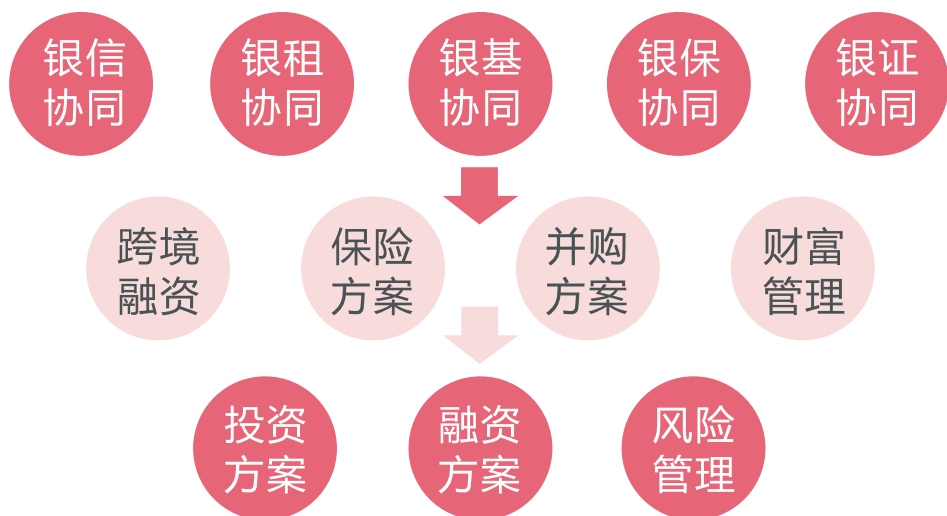 银信
协同
银租
协同
银基
协同
银保
协同
银证
协同
跨境
融资
保险
方案
并购
方案
财富
管理
投资
方案
融资
方案
风险
管理